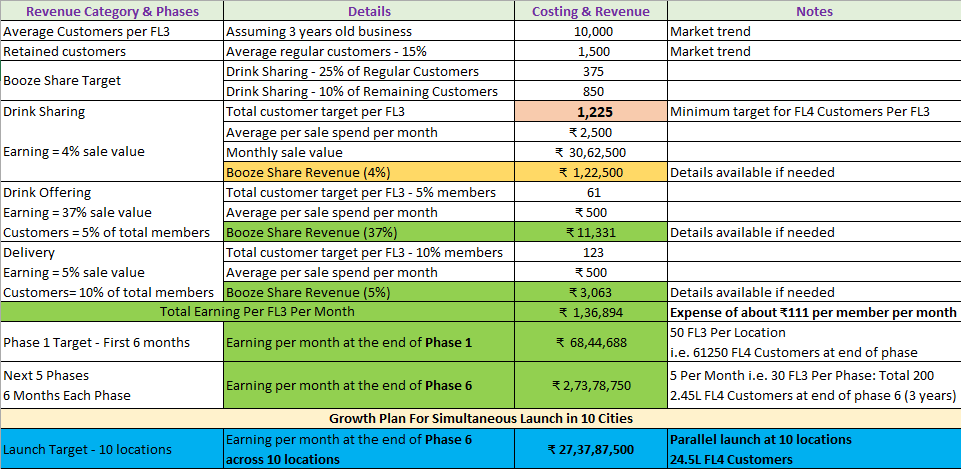 Revenue Category & Phases Details Costing & Revenue Notes
Average Customers per FL3 Assuming 3 years old business 10,000 Market trend
Retained customers Average regular customers - 15% 1,500 Market trend
Booze Share Target
Drink Sharing - 25% of Regular Customers 375
Drink Sharing - 10% of Remaining Customers 850
Drink Sharing Total customer target per FL3 1,225 Minimum target for FL4 Customers Per FL3
Average per sale spend per month ₹ 2,500
Earning = 4% sale value Monthly sale value ₹ 30,62,500
Booze Share Revenue (4%) ₹ 1,22,500 Details available if needed
Drink Offering Total customer target per FL3 - 5% members 61
Earning = 37% sale value Average per sale spend per month ₹ 500
Customers = 5% of total members Booze Share Revenue (37%) ₹ 11,331 Details available if needed
Delivery Total customer target per FL3 - 10% members 123
Earning = 5% sale value Average per sale spend per month ₹ 500
Customers= 10% of total members Booze Share Revenue (5%) ₹ 3,063 Details available if needed
Total Earning Per FL3 Per Month ₹ 1,36,894 Expense of about ₹111 per member per month
Phase 1 Target - First 6 months Earning per month at the end of Phase 1 ₹ 68,44,688 50 FL3 Per Location
i.e. 61250 FL4 Customers at end of phase
Next 5 Phases
6 Months Each Phase
Earning per month at the end of Phase 6 ₹ 2,73,78,750 5 Per Month i.e. 30 FL3 Per Phase: Total 200
2.45L FL4 Customers at end of phase 6 (3 years)
Growth Plan For Simultaneous Launch in 10 Cities
Launch Target - 10 locations Earning per month at the end of Phase 6
across 10 locations
₹ 27,37,87,500 Parallel launch at 10 locations
24.5L FL4 Customers